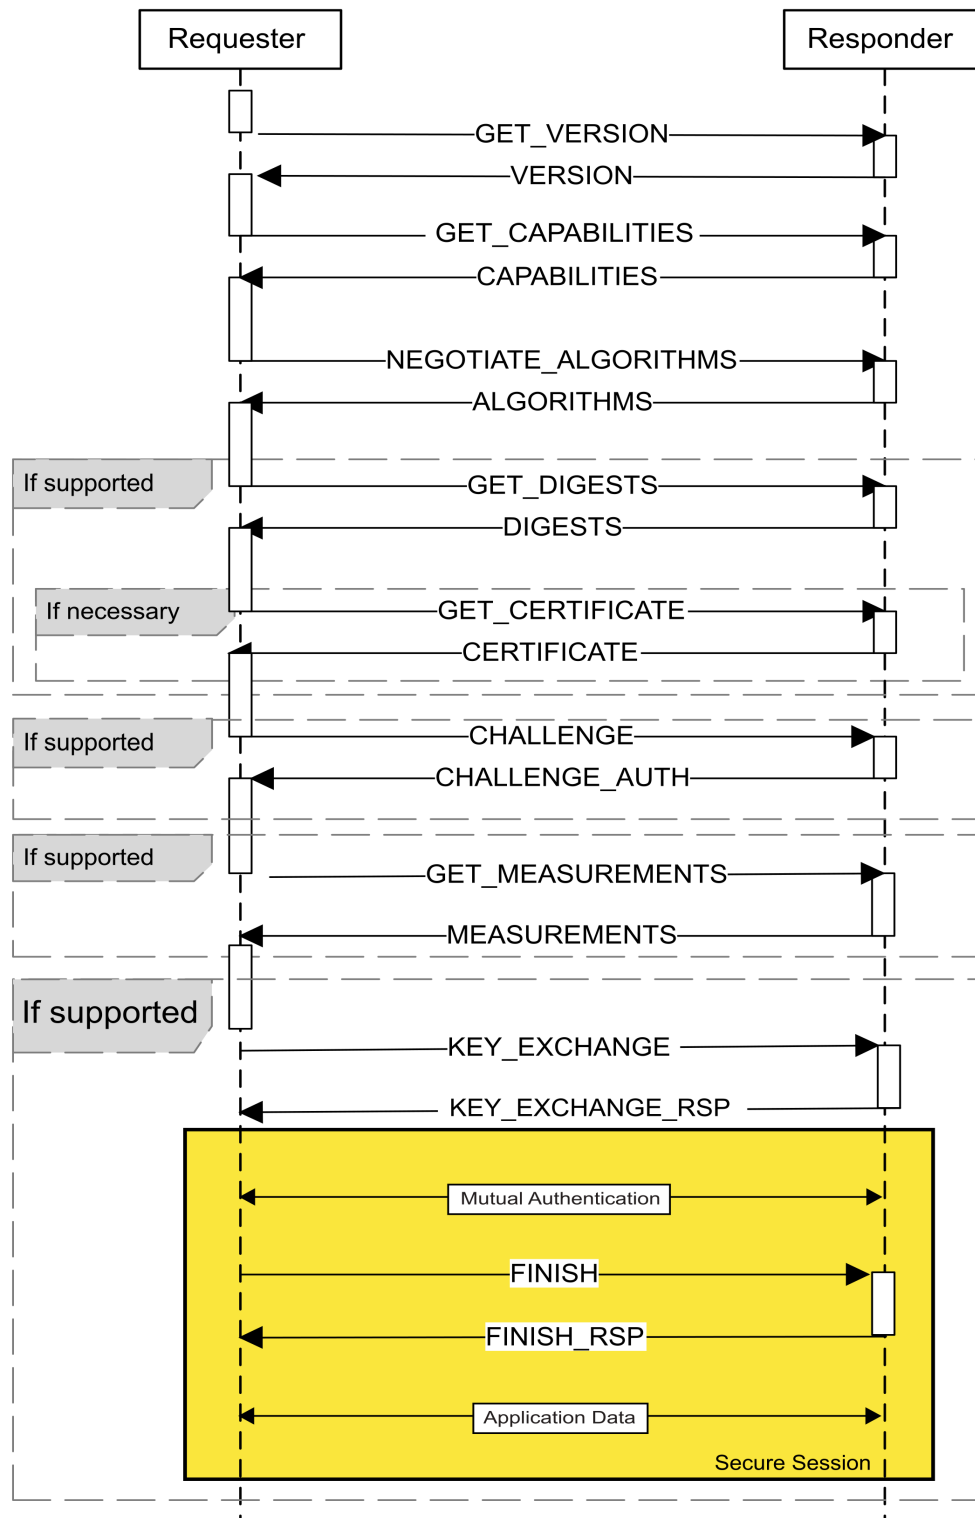 Requester
Responder
GET_VERSION
VERSION
GET_CAPABILITIES
CAPABILITIES
NEGOTIATE_ALGORITHMS
ALGORITHMS
If supported
GET_DIGESTS
DIGESTS
If necessary
GET_CERTIFICATE
CERTIFICATE
If supported
CHALLENGE
CHALLENGE_AUTH
If supported
GET_MEASUREMENTS
MEASUREMENTS
If supported
KEY_EXCHANGE
KEY_EXCHANGE_RSP
Mutual Authentication
FINISH
FINISH_RSP
Application Data
Secure Session